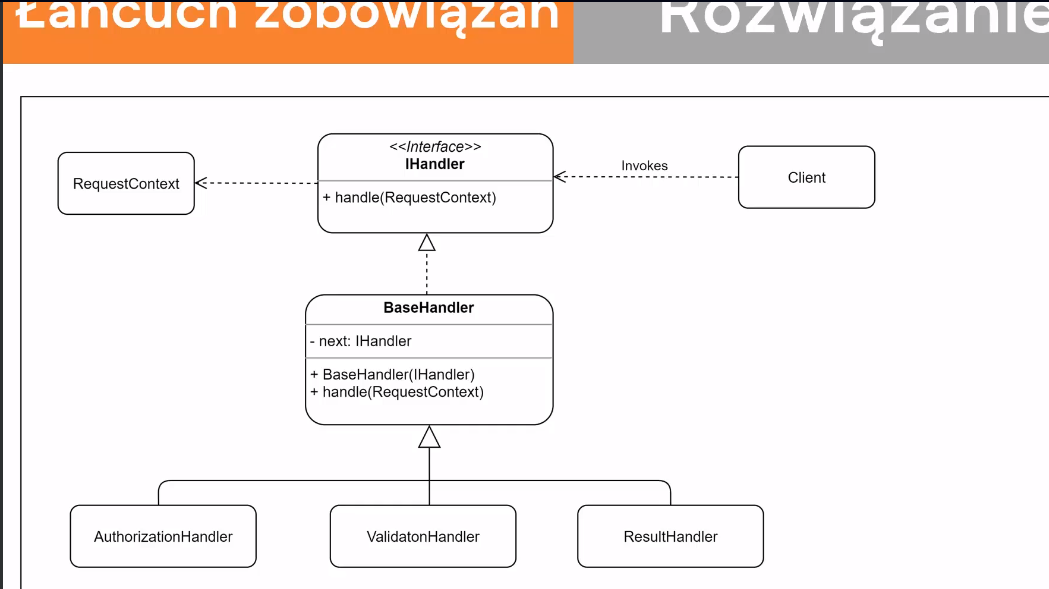 Łańcuch zobowiązań
Rozwiązanie
<<Interface>>
IHandler
+ handle(RequestContext)
RequestContext
Invokes
Client
BaseHandler
- next: IHandler
+ BaseHandler(IHandler)
+ handle(RequestContext)
AuthorizationHandler
ValidatonHandler
ResultHandler